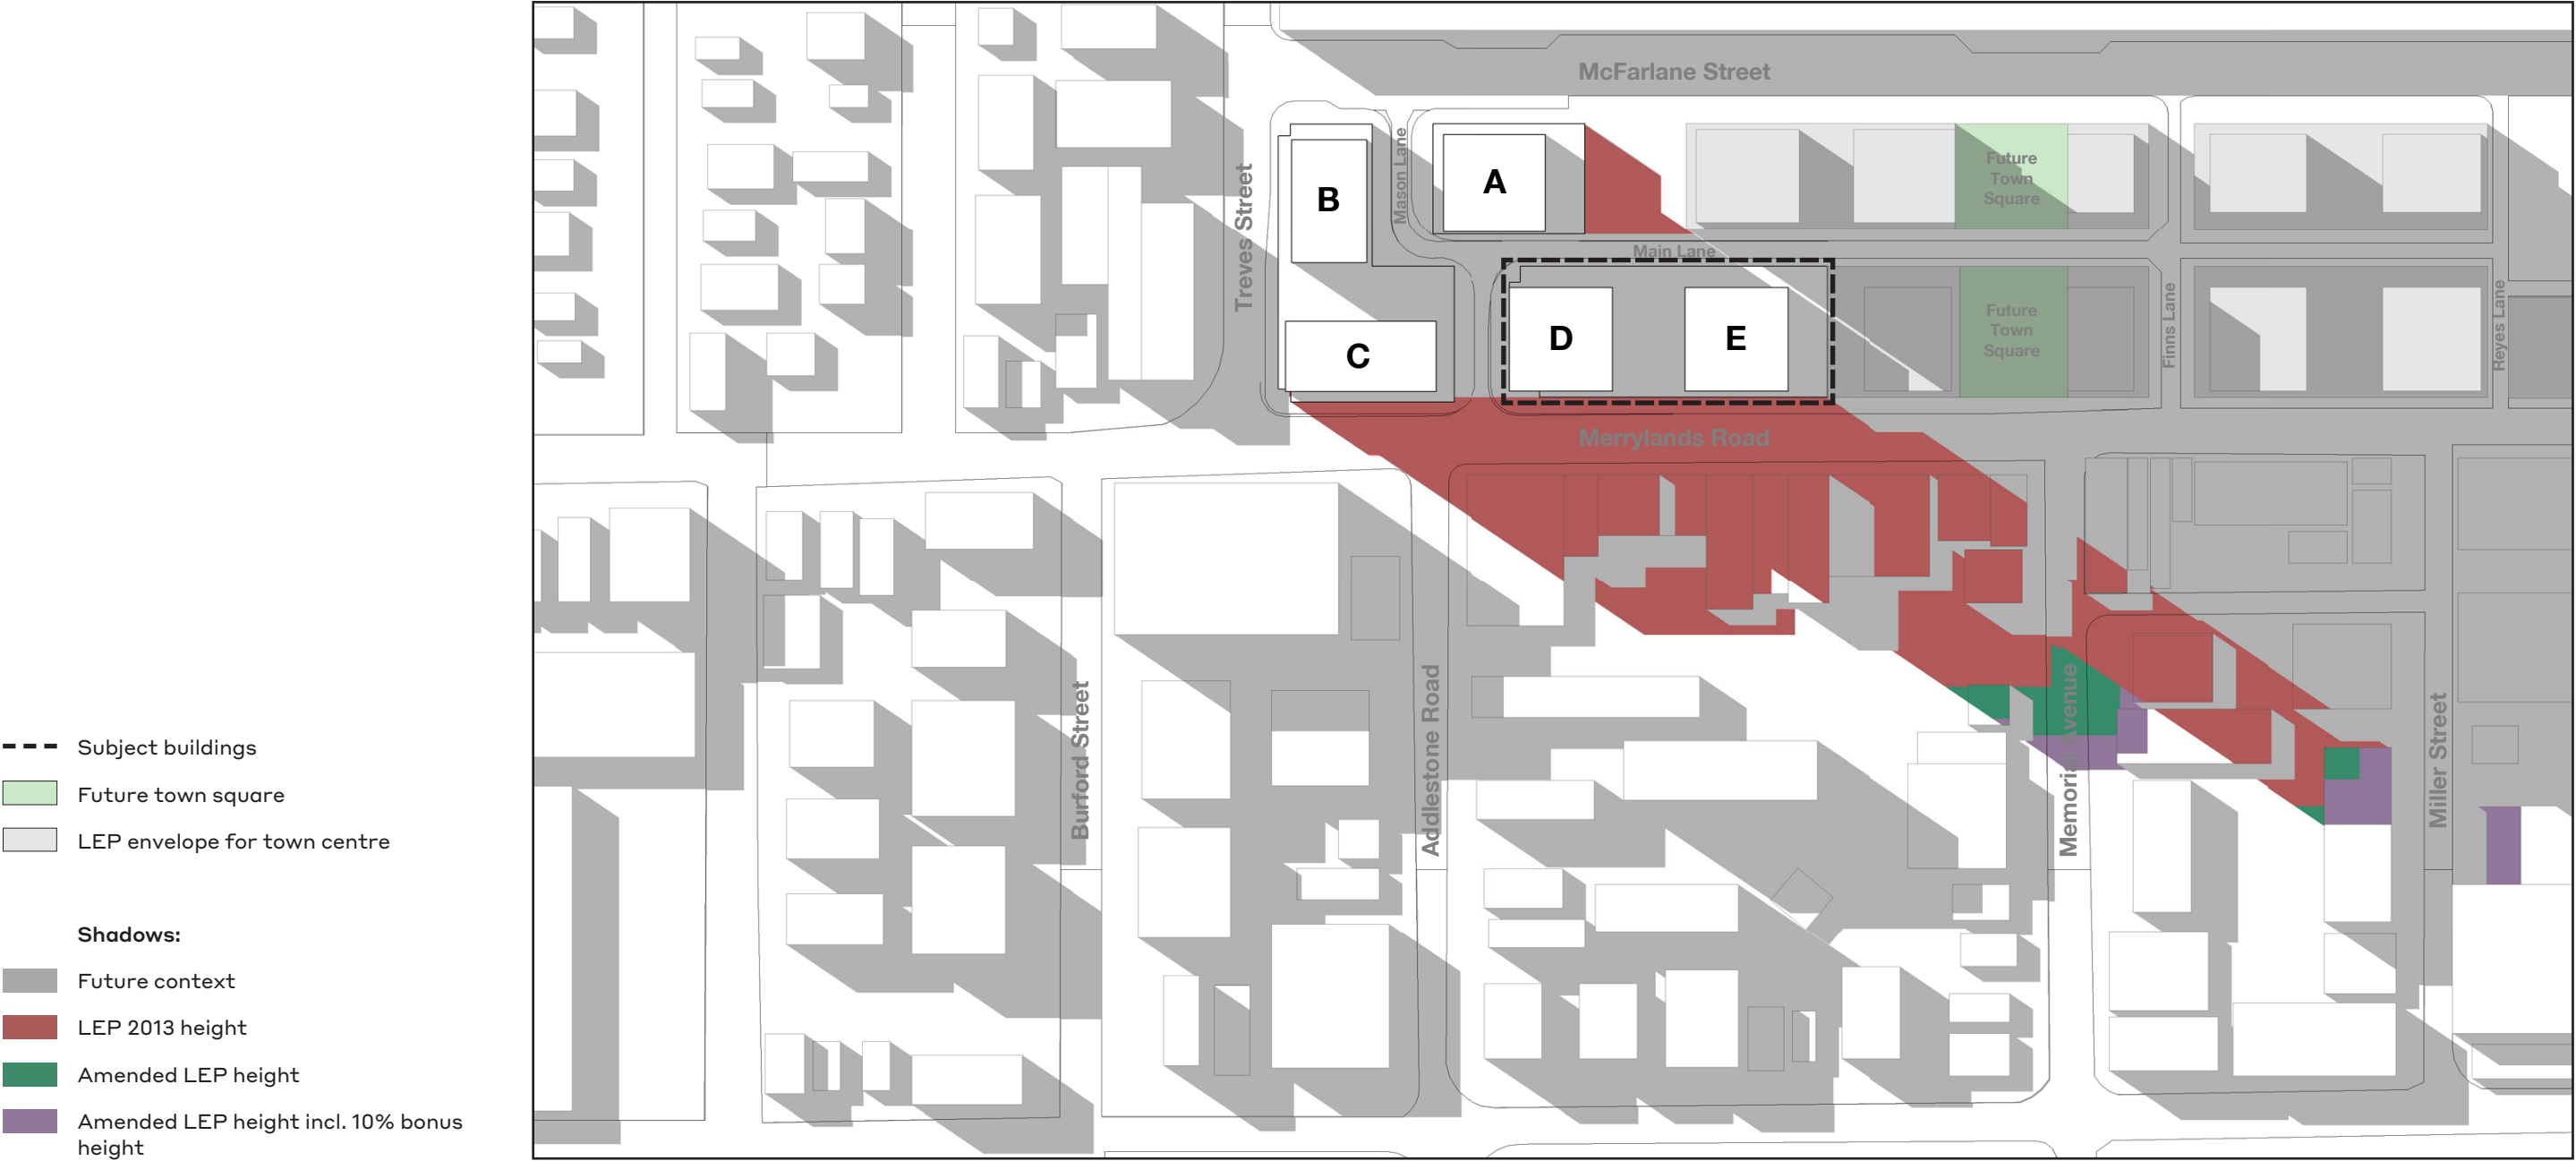 McFarlane Street
Treves Street
B
Mason Lane
A
Future
Town
Square
Main Lane
C
D
E
Future
Town
Square
Finns Lane
Reyes Lane
Merrylands Road
Burford Street
Addlestone Road
Memorial Avenue
Miller Street
Subject buildings
Future town square
LEP envelope for town centre
Shadows:
Future context
LEP 2013 height
Amended LEP height
Amended LEP height incl. 10% bonus
height